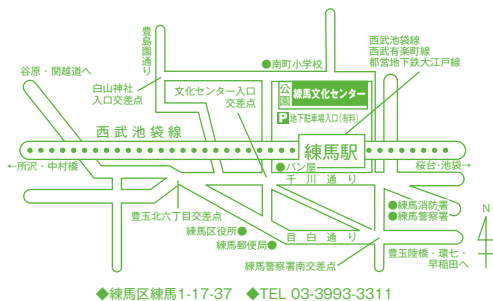 豊島園通り
西武池袋線
西武有楽町線
都営地下鉄大江戸線
●南町小学校
谷原・関越道へ
白山神社
入口交差点
文化センター入口
交差点
公園
練馬文化センター
P地下駐車場入口(有料)
西武池袋線
練馬駅
←所沢・中村橋
桜台・池袋→
●パン屋
千川通り
豊玉北六丁目交差点
●練馬消防署
●練馬警察署
練馬区役所●
練馬郵便局●
目白通り
N
練馬警察署南交差点
豊玉陸橋・環七・
早稲田へ
◆練馬区練馬1-17-37 ◆TEL 03-3993-3311